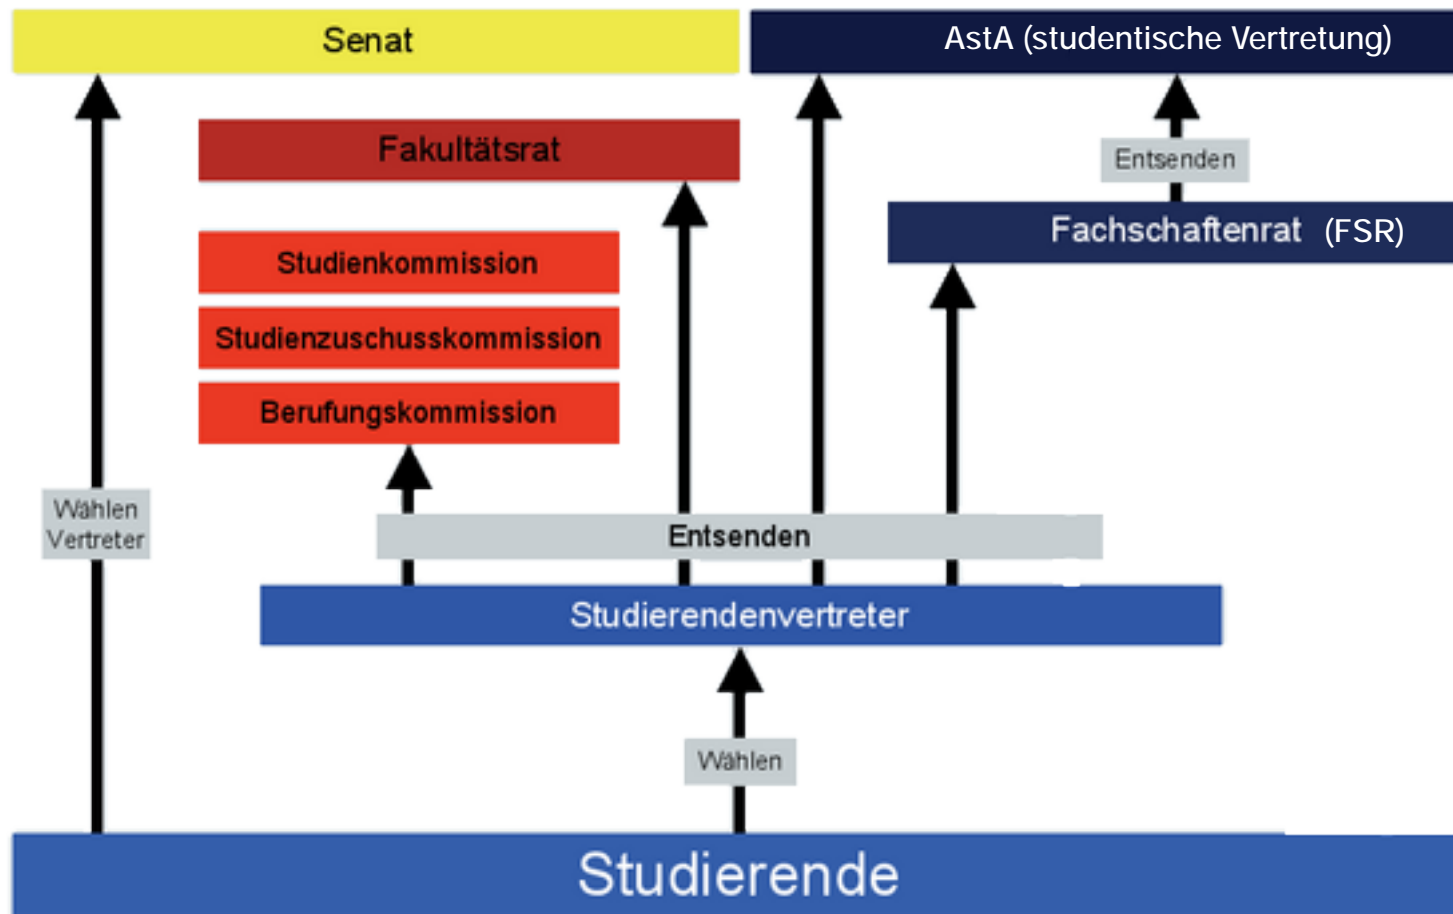 Senat
AstA (studentische Vertretung)
Fakultätsrat
Entsenden
Fachschaftenrat (FSR)
Studienkommission
Studienzuschusskommission
Berufungskommission
Wählen
Vertreter
Entsenden
Studierendenvertreter
Wählen
Studierende